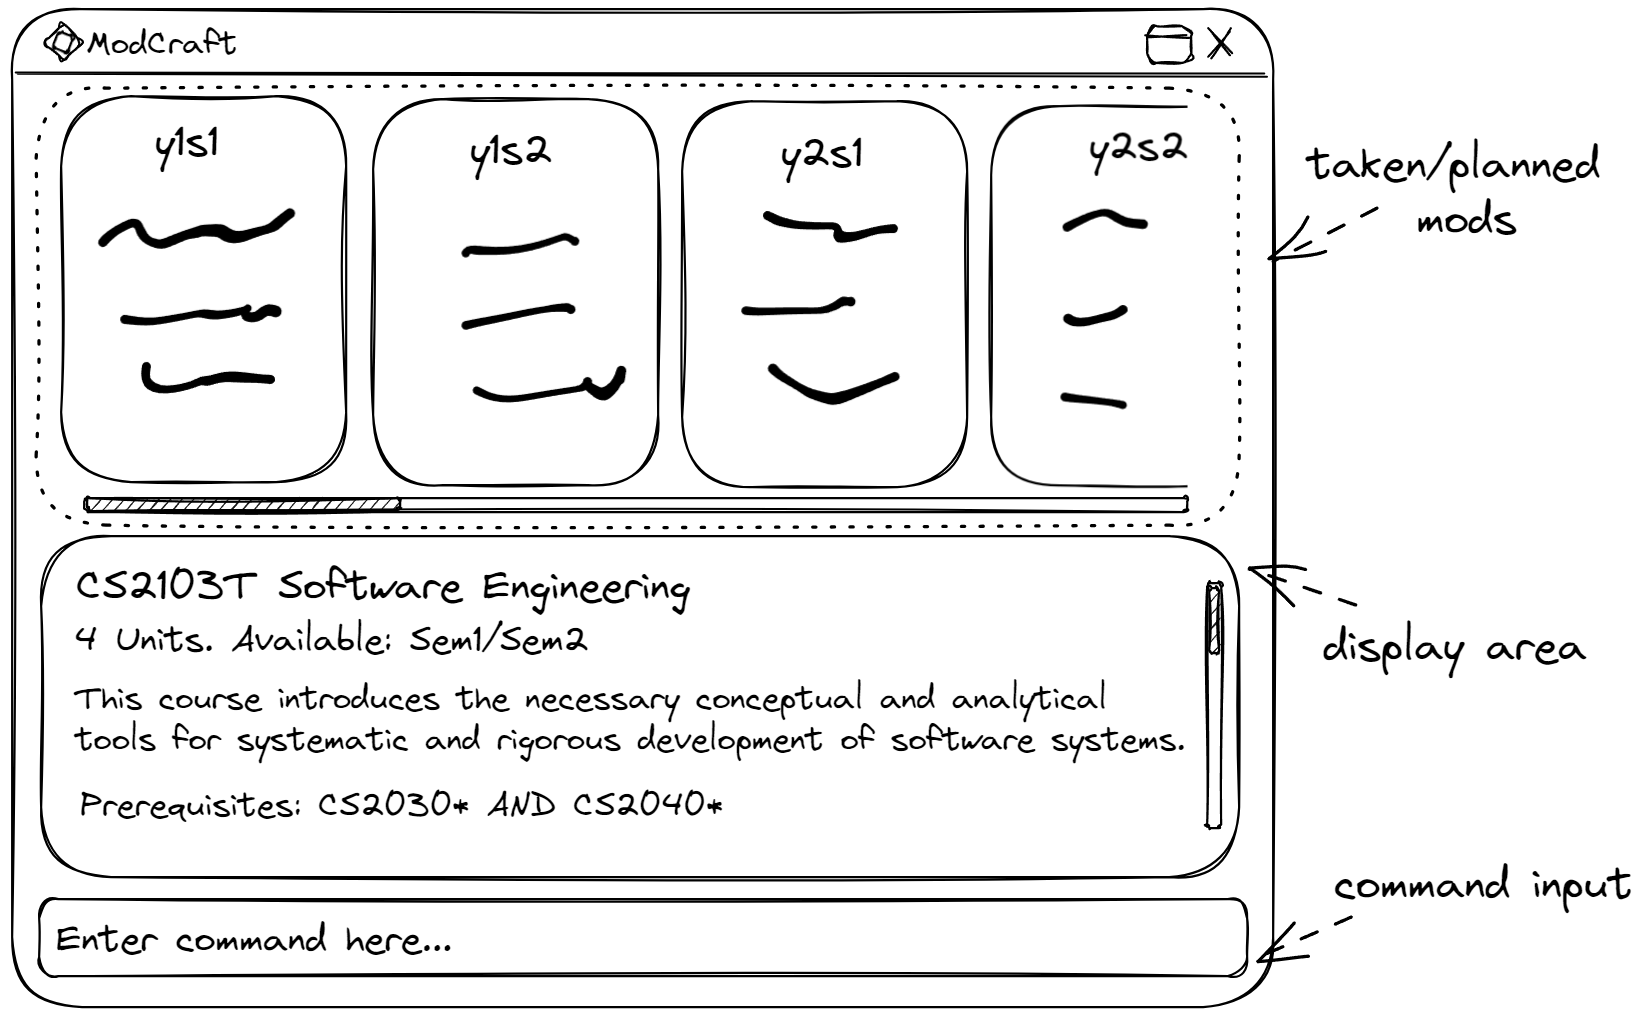 ModCraft
y1s1
y1s2
y2s1
y2s2
taken/planned
mods
CS2103T Software Engineering
4 Units. Available: Sem1/Sem2
This course introduces the necessary conceptual and analytical
tools for systematic and rigorous development of software systems.
Prerequisites: CS2030* AND CS2040*
display area
command input
Enter command here...